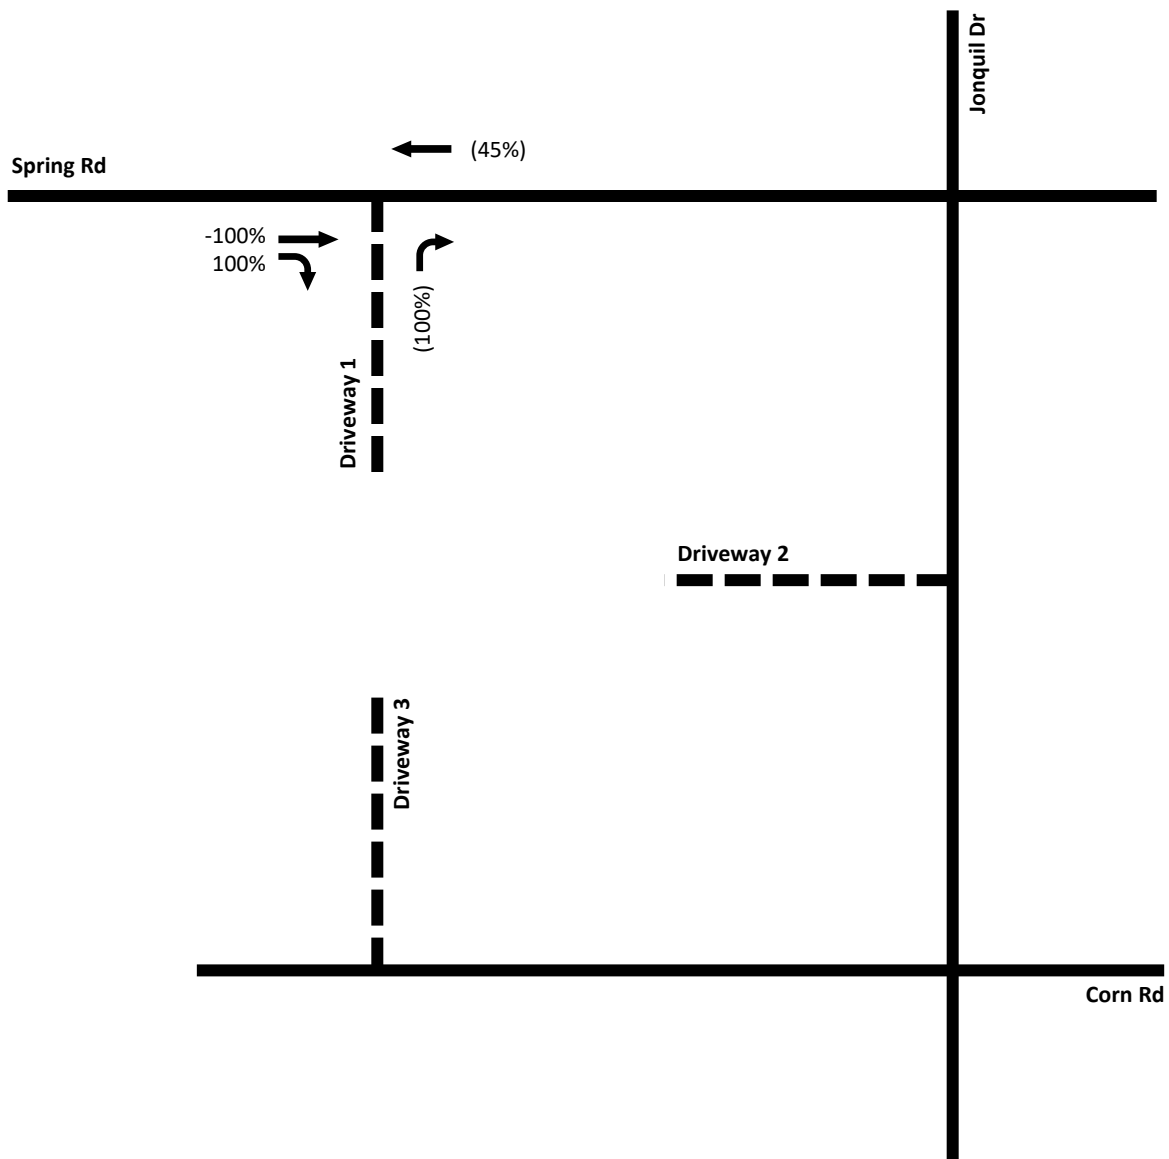 Jonquil Dr
(45%)
Spring Rd
-100%
100%
(100%)
Driveway 1
Driveway 2
Driveway 3
Corn Rd